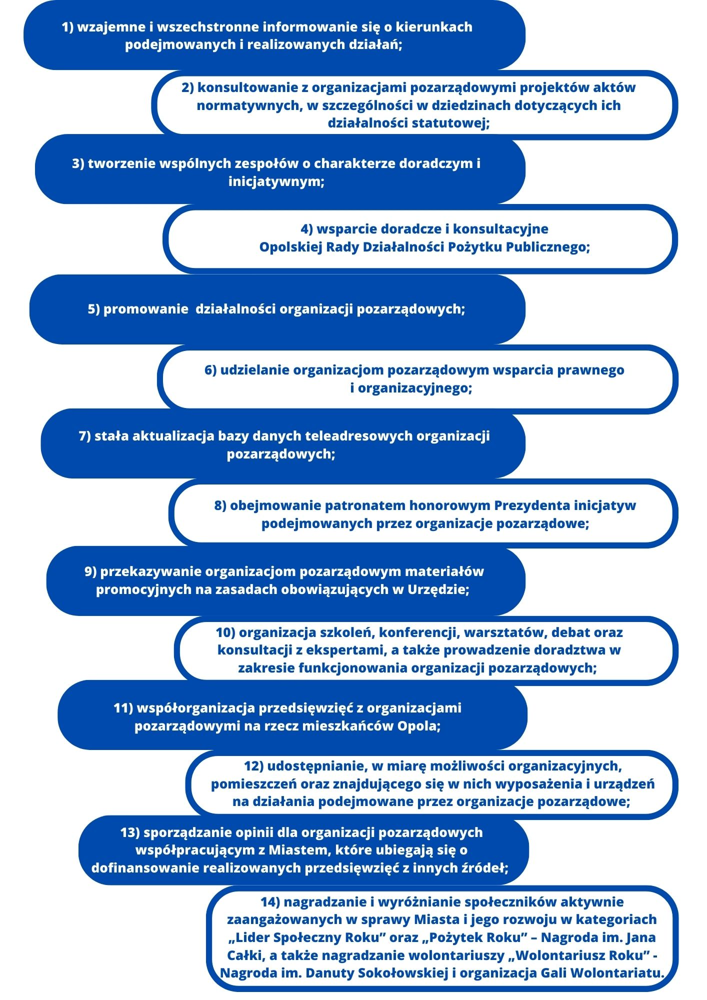 1) wzajemne i wszechstronne informowanie się o kierunkach
podejmowanych i realizowanych działań;
2) konsultowanie z organizacjami pozarządowymi projektów aktów
normatywnych, w szczególności w dziedzinach dotyczących ich
działalności statutowej;
3) tworzenie wspólnych zespołów o charakterze doradczym i
inicjatywnym;
4) wsparcie doradcze i konsultacyjne
Opolskiej Rady Działalności Pożytku Publicznego;
5) promowanie  działalności organizacji pozarządowych;
6) udzielanie organizacjom pozarządowym wsparcia prawnego
i organizacyjnego;
7) stała aktualizacja bazy danych teleadresowych organizacji
pozarządowych;
8) obejmowanie patronatem honorowym Prezydenta inicjatyw
podejmowanych przez organizacje pozarządowe;
9) przekazywanie organizacjom pozarządowym materiałów
promocyjnych na zasadach obowiązujących w Urzędzie;
10) organizacja szkoleń, konferencji, warsztatów, debat oraz
konsultacji z ekspertami, a także prowadzenie doradztwa w
zakresie funkcjonowania organizacji pozarządowych;
11) współorganizacja przedsięwzięć z organizacjami
pozarządowymi na rzecz mieszkańców Opola;
12) udostępnianie, w miarę możliwości organizacyjnych,
pomieszczeń oraz znajdującego się w nich wyposażenia i urządzeń
na działania podejmowane przez organizacje pozarządowe;
13) sporządzanie opinii dla organizacji pozarządowych
współpracującym z Miastem, które ubiegają się o
dofinansowanie realizowanych przedsięwzięć z innych źródeł;
14) nagradzanie i wyróżnianie społeczników aktywnie
zaangażowanych w sprawy Miasta i jego rozwoju w kategoriach
„Lider Społeczny Roku” oraz „Pożytek Roku” – Nagroda im. Jana
Całki, a także nagradzanie wolontariuszy „Wolontariusz Roku” -
Nagroda im. Danuty Sokołowskiej i organizacja Gali Wolontariatu.